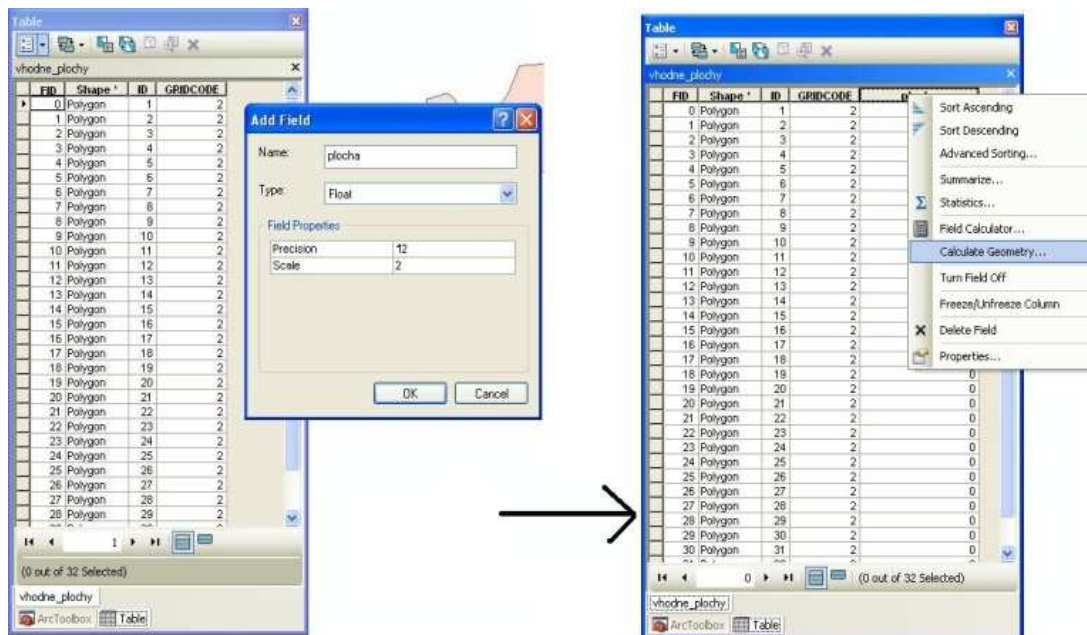 Table
vhodne_plochy
FID Shape * ID GRIDCODE
0 Polygon 1 2
1 Polygon 2 2
2 Polygon 3 2
3 Polygon 4 2
4 Polygon 5 2
5 Polygon 6 2
6 Polygon 7 2
7 Polygon 8 2
8 Polygon 9 2
9 Polygon 10 2
10 Polygon 11 2
11 Polygon 12 2
12 Polygon 13 2
13 Polygon 14 2
14 Polygon 15 2
15 Polygon 16 2
16 Polygon 17 2
17 Polygon 18 2
18 Polygon 19 2
19 Polygon 20 2
20 Polygon 21 2
21 Polygon 22 2
22 Polygon 23 2
23 Polygon 24 2
24 Polygon 25 2
25 Polygon 26 2
26 Polygon 27 2
27 Polygon 28 2
28 Polygon 29 2
1
(0 out of 32 Selected)
vhodne_plochy
ArcToolbox Table
Add Field
Name: plocha
Type: Float
Field Properties
Precision 12
Scale 2
OK Cancel
Table
vhodne_plochy
FID Shape * ID GRIDCODE
0 Polygon 1 2
1 Polygon 2 2
2 Polygon 3 2
3 Polygon 4 2
4 Polygon 5 2
5 Polygon 6 2
6 Polygon 7 2
7 Polygon 8 2
8 Polygon 9 2
9 Polygon 10 2
10 Polygon 11 2
11 Polygon 12 2
12 Polygon 13 2
13 Polygon 14 2
14 Polygon 15 2
15 Polygon 16 2
16 Polygon 17 2
17 Polygon 18 2
18 Polygon 19 2 0
19 Polygon 20 2 0
20 Polygon 21 2 0
21 Polygon 22 2 0
22 Polygon 23 2 0
23 Polygon 24 2 0
24 Polygon 25 2 0
25 Polygon 26 2 0
26 Polygon 27 2 0
27 Polygon 28 2 0
28 Polygon 29 2 0
29 Polygon 30 2 0
30 Polygon 31 2 0
0 (0 out of 32 Selected)
vhodne_plochy
ArcToolbox Table
Sort Ascending
Sort Descending
Advanced Sorting...
Summarize...
Statistics...
Field Calculator...
Calculate Geometry...
Turn Field Off
Freeze/Unfreeze Column
Delete Field
Properties...